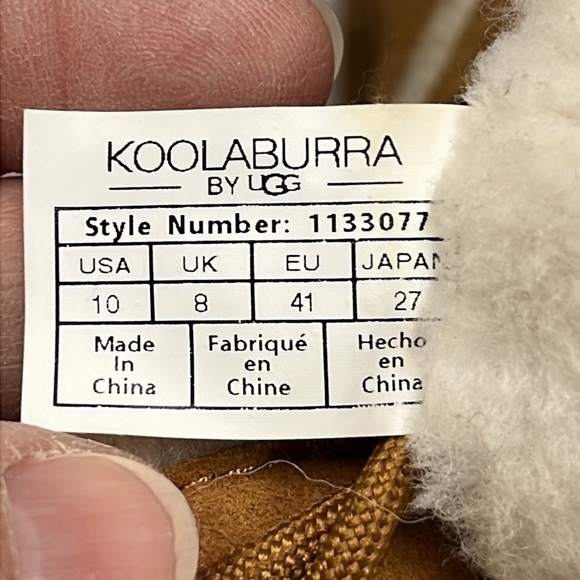 KOOLABURRA
BY UGG
Style Number: 1133077
USA UK EU JAPAN
10 8 41 27
Made Fabriqué Hecho
In en en
China Chine China